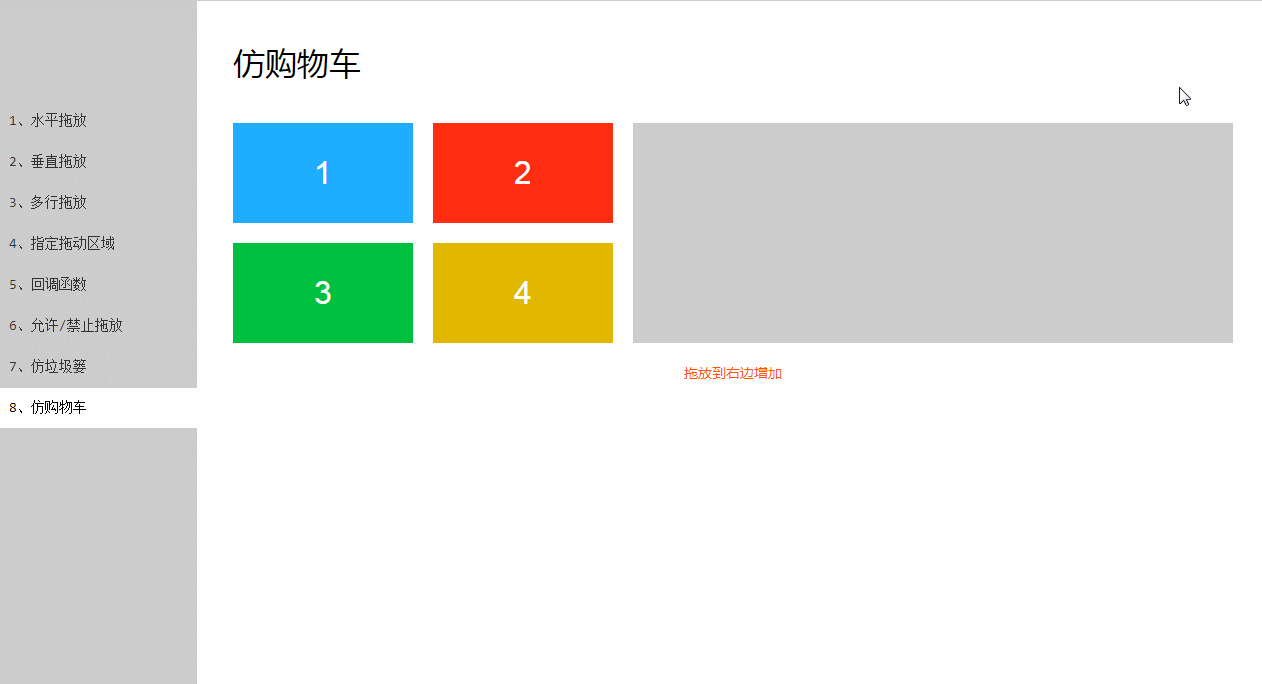 1、水平拖放
2、垂直拖放
3、多行拖放
4、指定拖动区域
5、回调函数
6、允许/禁止拖放
7、仿垃圾篓
8、仿购物车
仿购物车
1
2
3
4
拖放到右边增加